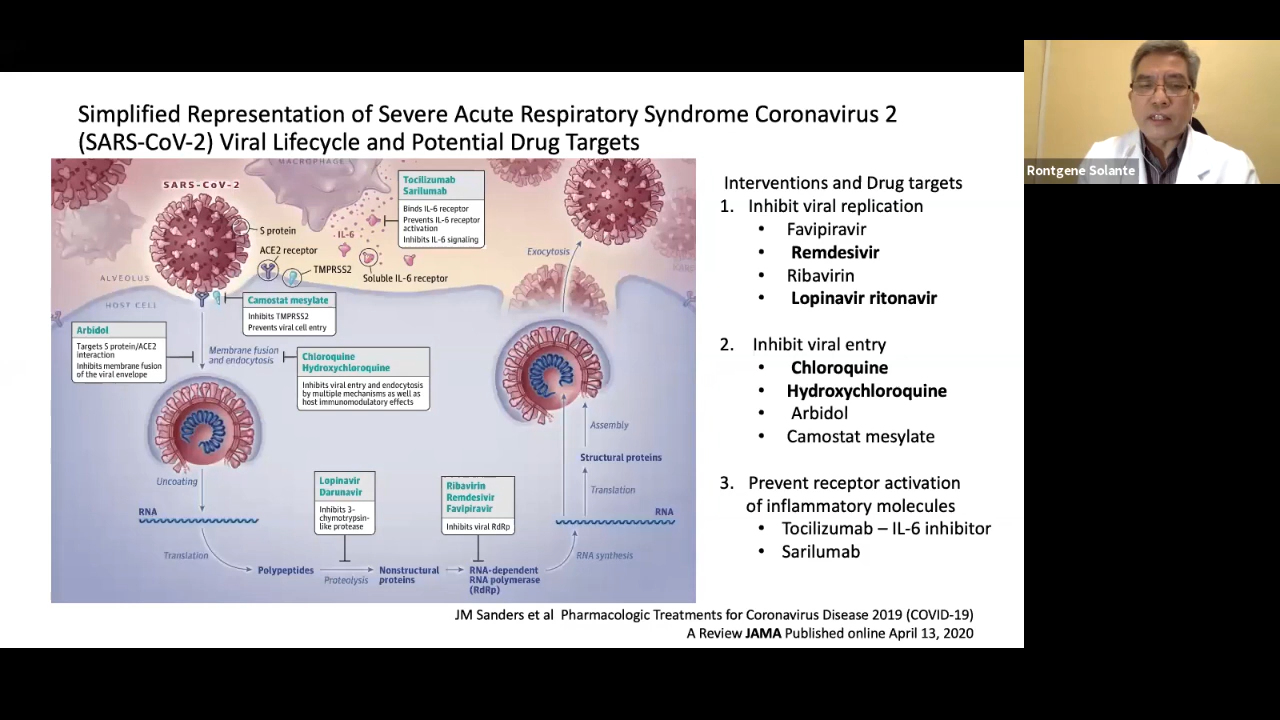 Simplified Representation of Severe Acute Respiratory Syndrome Coronavirus 2
(SARS-CoV-2) Viral Lifecycle and Potential Drug Targets
Rontgene Solante
MACROPHAGE
SARS-CoV-2
Tocilizumab
Sarilumab
Binds IL-6 receptor
Prevents IL-6 receptor
activation
Inhibits IL-6 signaling
S protein
IL-6
ACE2 receptor
TMPRSS2
Soluble IL-6 receptor
Exocytosis
ALVEOLUS
HOST CELL
Camostat mesylate
Inhibits TMPRSS2
Prevents viral cell entry
Arbidol
Targets S protein/ACE2
interaction
Inhibits membrane fusion
of the viral envelope
Membrane fusion
and endocytosis
Chloroquine
Hydroxychloroquine
Inhibits viral entry and endocytosis
by multiple mechanisms as well as
host immunomodulatory effects
Assembly
Structural proteins
Translation
Uncoating
RNA
Lopinavir
Darunavir
Inhibits 3-
chymotrypsin-
like protease
Ribavirin
Remdesivir
Favipiravir
Inhibits viral RdRp
RNA
RNA synthesis
Translation
Polypeptides
Proteolysis
Nonstructural
proteins
RNA-dependent
RNA polymerase
(RdRp)
Interventions and Drug targets
1. Inhibit viral replication
• Favipiravir
• Remdesivir
• Ribavirin
• Lopinavir ritonavir
2. Inhibit viral entry
• Chloroquine
• Hydroxychloroquine
• Arbidol
• Camostat mesylate
3. Prevent receptor activation
of inflammatory molecules
• Tocilizumab – IL-6 inhibitor
• Sarilumab
JM Sanders et al Pharmacologic Treatments for Coronavirus Disease 2019 (COVID-19)
A Review JAMA Published online April 13, 2020